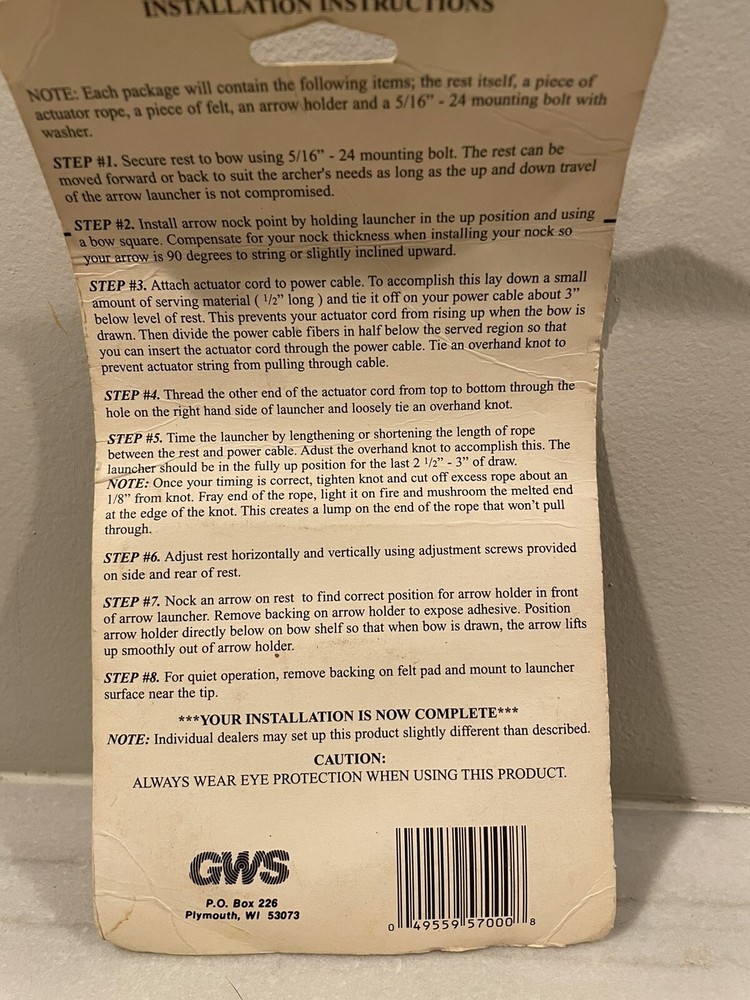 INSTALLATION INSTRUCTIONS
NOTE: Each package will contain the following items; the rest itself, a piece of
actuator rope, a piece of felt, an arrow holder and a 5/16” - 24 mounting bolt with
washer.
STEP #1. Secure rest to bow using 5/16” - 24 mounting bolt. The rest can be
moved forward or back to suit the archer's needs as long as the up and down travel
of the arrow launcher is not compromised.
STEP #2. Install arrow nock point by holding launcher in the up position and using
a bow square. Compensate for your nock thickness when installing your nock so
your arrow is 90 degrees to string or slightly inclined upward.
STEP #3. Attach actuator cord to power cable. To accomplish this lay down a small
amount of serving material ( 1/2” long ) and tie it off on your power cable about 3”
below level of rest. This prevents your actuator cord from rising up when the bow is
drawn. Then divide the power cable fibers in half below the served region so that
you can insert the actuator cord through the power cable. Tie an overhand knot to
prevent actuator string from pulling through cable.
STEP #4. Thread the other end of the actuator cord from top to bottom through the
hole on the right hand side of launcher and loosely tie an overhand knot.
STEP #5. Time the launcher by lengthening or shortening the length of rope
between the rest and power cable. Adust the overhand knot to accomplish this. The
launcher should be in the fully up position for the last 2 1/2” - 3” of draw.
NOTE: Once your timing is correct, tighten knot and cut off excess rope about an
1/8” from knot. Fray end of the rope, light it on fire and mushroom the melted end
at the edge of the knot. This creates a lump on the end of the rope that won't pull
through.
STEP #6. Adjust rest horizontally and vertically using adjustment screws provided
on side and rear of rest.
STEP #7. Nock an arrow on rest to find correct position for arrow holder in front
of arrow launcher. Remove backing on arrow holder to expose adhesive. Position
arrow holder directly below on bow shelf so that when bow is drawn, the arrow lifts
up smoothly out of arrow holder.
STEP #8. For quiet operation, remove backing on felt pad and mount to launcher
surface near the tip.
***YOUR INSTALLATION IS NOW COMPLETE***
NOTE: Individual dealers may set up this product slightly different than described.
CAUTION:
ALWAYS WEAR EYE PROTECTION WHEN USING THIS PRODUCT.
GWS
P.O. Box 226
Plymouth, WI 53073
0 49559 57000 8